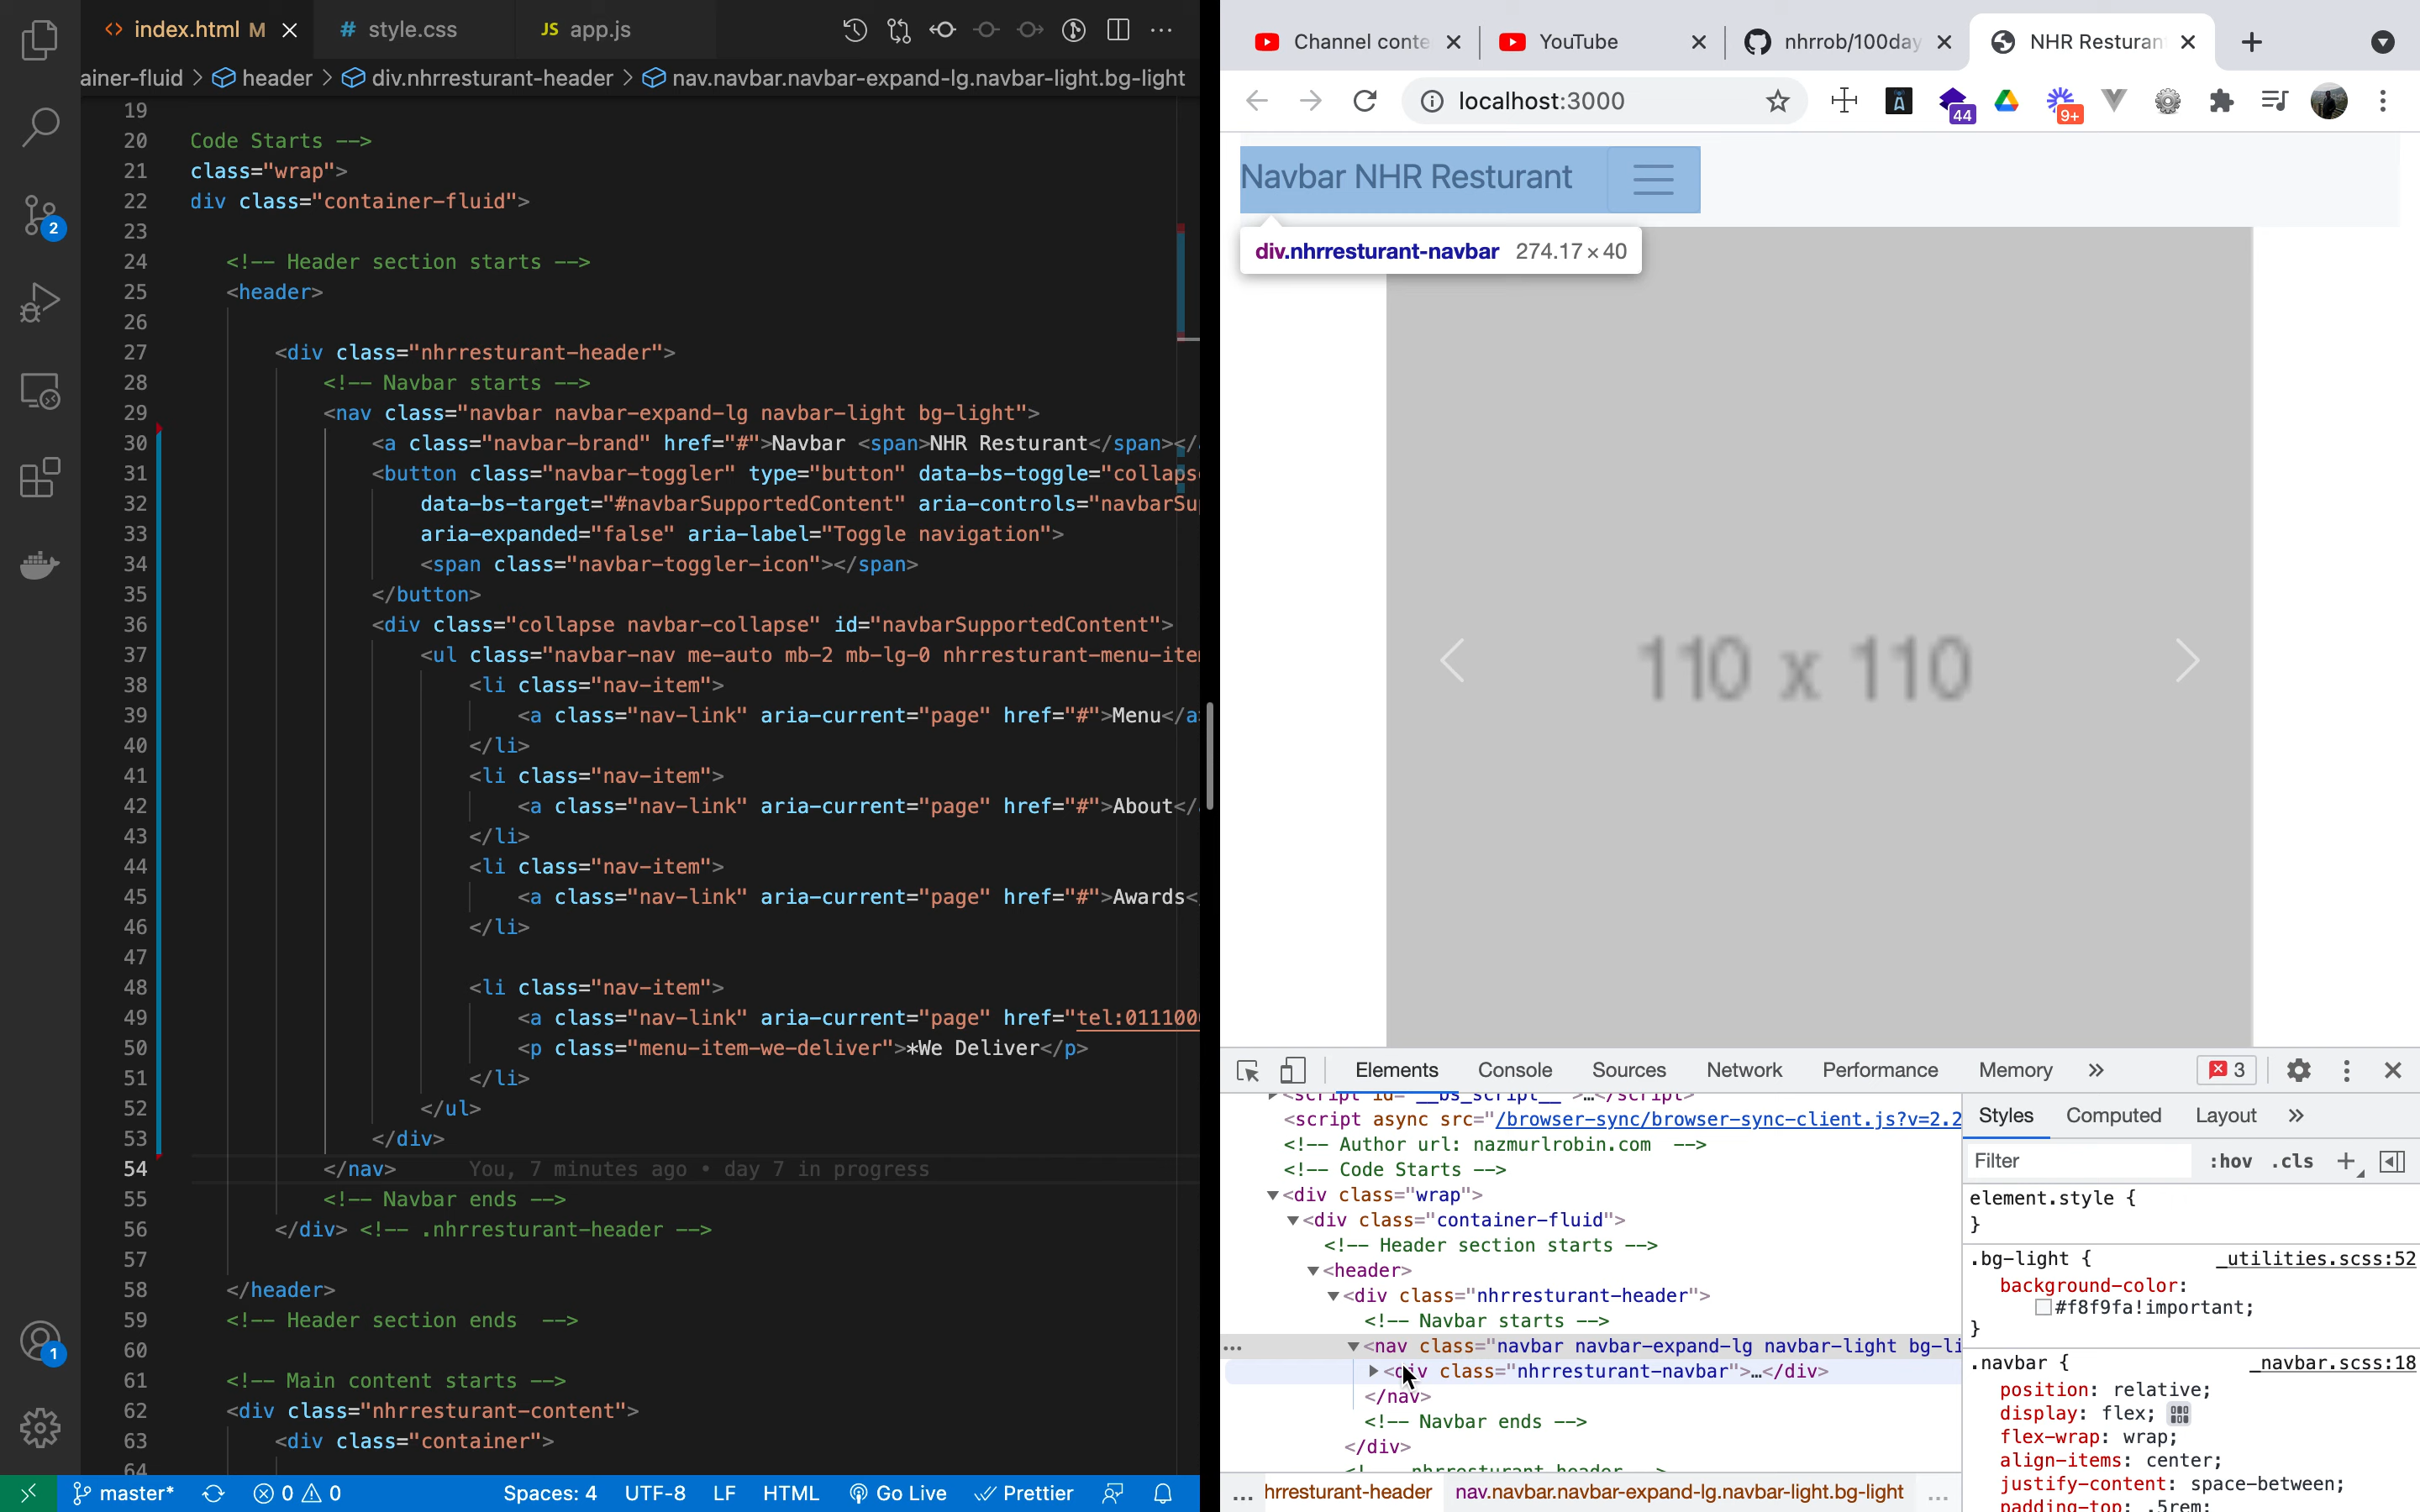 index.html M
style.css
JS app.js
ainer-fluid > header > div.nhrresturant-header > nav.navbar.navbar-expand-lg.navbar-light.bg-light
19
20 Code Starts -->
21 class="wrap">
22 div class="container-fluid">
23
24 <!-- Header section starts -->
25 <header>
26
27 <div class="nhrresturant-header">
28 <!-- Navbar starts -->
29 <nav class="navbar navbar-expand-lg navbar-light bg-light">
30 <a class="navbar-brand" href="#">Navbar <span>NHR Resturant</span></
31 <button class="navbar-toggler" type="button" data-bs-toggle="collaps
32 data-bs-target="#navbarSupportedContent" aria-controls="navbarSu
33 aria-expanded="false" aria-label="Toggle navigation">
34 <span class="navbar-toggler-icon"></span>
35 </button>
36 <div class="collapse navbar-collapse" id="navbarSupportedContent">
37 <ul class="navbar-nav me-auto mb-2 mb-lg-0 nhrresturant-menu-ite
38 <li class="nav-item">
39 <a class="nav-link" aria-current="page" href="#">Menu</a
40 </li>
41 <li class="nav-item">
42 <a class="nav-link" aria-current="page" href="#">About</
43 </li>
44 <li class="nav-item">
45 <a class="nav-link" aria-current="page" href="#">Awards<
46 </li>
47
48 <li class="nav-item">
49 <a class="nav-link" aria-current="page" href="tel:011100
50 <p class="menu-item-we-deliver">*We Deliver</p>
51 </li>
52 </ul>
53 </div>
54 </nav> You, 7 minutes ago • day 7 in progress
55 <!-- Navbar ends -->
56 </div> <!-- .nhrresturant-header -->
57
58 </header>
59 <!-- Header section ends -->
60
61 <!-- Main content starts -->
62 <div class="nhrresturant-content">
63 <div class="container">
64
2
1
master* 0 0 Spaces: 4 UTF-8 LF HTML Go Live Prettier
Channel conte
YouTube
nhrrob/100day
NHR Resturan
localhost:3000
44
9+
Navbar NHR Resturant
div.nhrresturant-navbar 274.17 × 40
110 x 110
Elements Console Sources Network Performance Memory » 3
<script id="__bs_script__">…</script>
<script async src="/browser-sync/browser-sync-client.js?v=2.2
<!-- Author url: nazmurlrobin.com -->
<!-- Code Starts -->
<div class="wrap">
<div class="container-fluid">
<!-- Header section starts -->
<header>
<div class="nhrresturant-header">
<!-- Navbar starts -->
<nav class="navbar navbar-expand-lg navbar-light bg-li
<div class="nhrresturant-navbar">…</div>
</nav>
<!-- Navbar ends -->
</div>
<!-- .nhrresturant-header -->
... hrresturant-header nav.navbar.navbar-expand-lg.navbar-light.bg-light ...
Styles Computed Layout »
Filter :hov .cls +
element.style {
}
.bg-light { _utilities.scss:52
background-color:
#f8f9fa!important;
}
.navbar { _navbar.scss:18
position: relative;
display: flex;
flex-wrap: wrap;
align-items: center;
justify-content: space-between;
padding-top: .5rem;